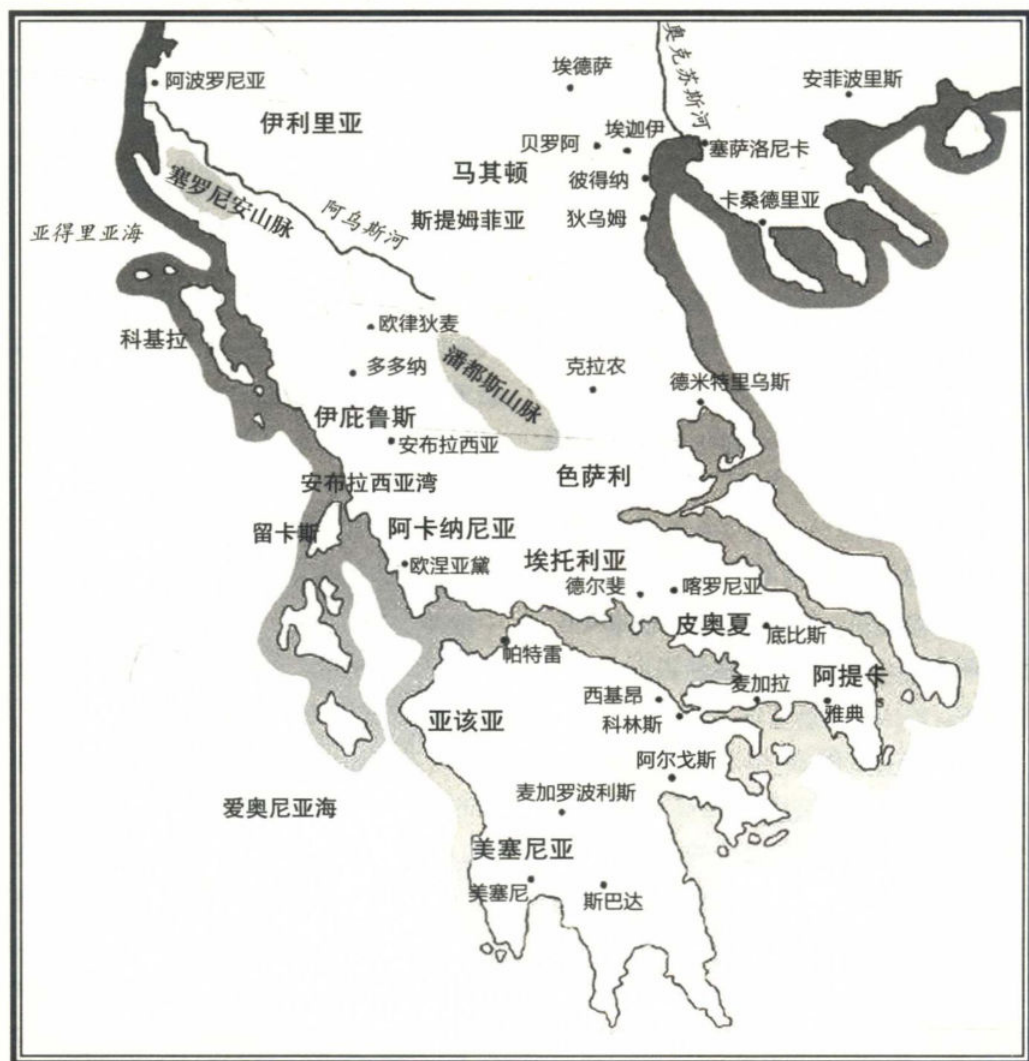 奥克苏斯河
阿波罗尼亚
埃德萨
安菲波里斯
伊利里亚
贝罗阿
埃迦伊
塞萨洛尼卡
马其顿
彼得纳
塞罗尼安山脉
斯提姆菲亚
狄乌姆
卡桑德里亚
阿乌斯河
亚得里亚海
科基拉
欧律狄麦
多多纳
潘都斯山脉
克拉农
德米特里乌斯
伊庇鲁斯
安布拉西亚
色萨利
安布拉西亚湾
留卡斯
阿卡纳尼亚
欧涅亚黛
埃托利亚
德尔斐
喀罗尼亚
皮奥夏
底比斯
帕特雷
阿提卡
麦加拉
西基昂
雅典
亚该亚
科林斯
阿尔戈斯
麦加罗波利斯
爱奥尼亚海
美塞尼亚
美塞尼
斯巴达